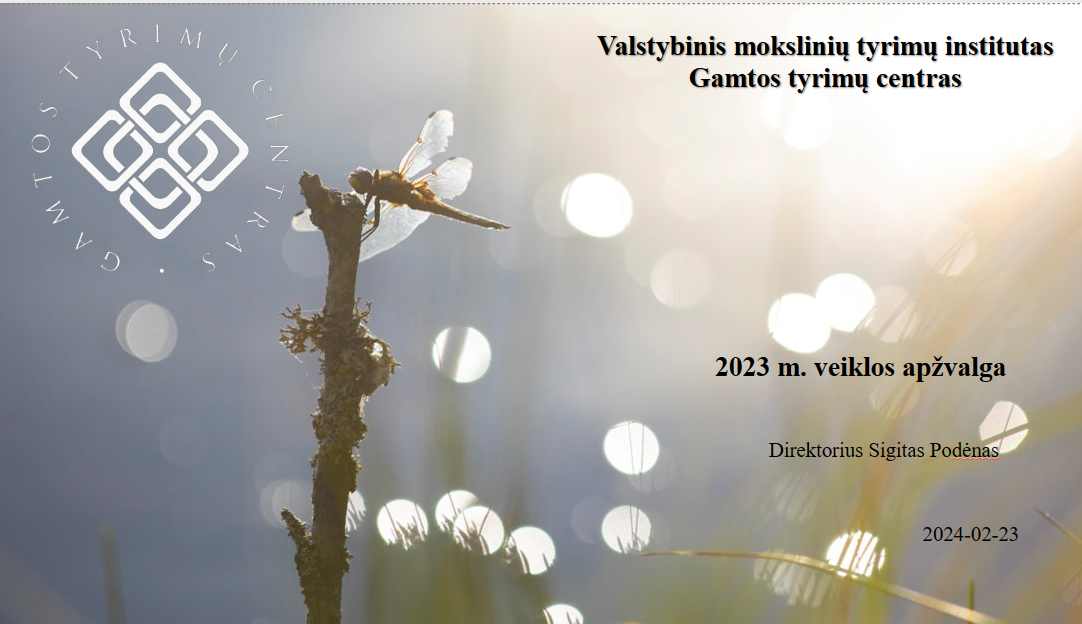 GAMTOS TYRIMŲ CENTRAS
Valstybinis mokslinių tyrimų institutas
Gamtos tyrimų centras
2023 m. veiklos apžvalga
Direktorius Sigitas Podėnas
2024-02-23